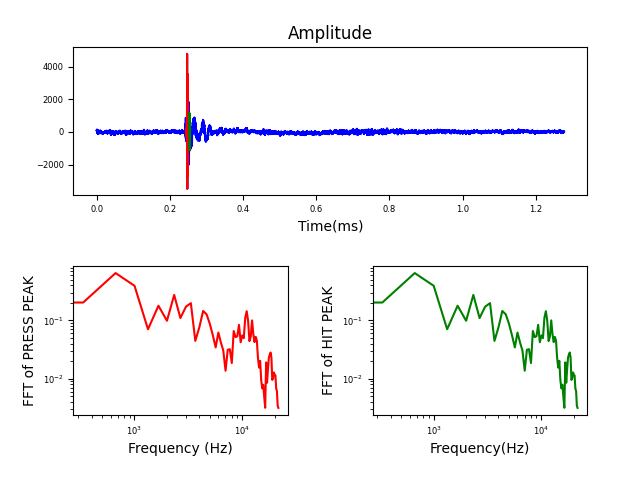 Amplitude
4000
2000
0
−2000
0.0 0.2 0.4 0.6 0.8 1.0 1.2
Time(ms)
FFT of PRESS PEAK
10⁻¹
10⁻²
10³ 10⁴
Frequency (Hz)
FFT of HIT PEAK
10⁻¹
10⁻²
10³ 10⁴
Frequency(Hz)